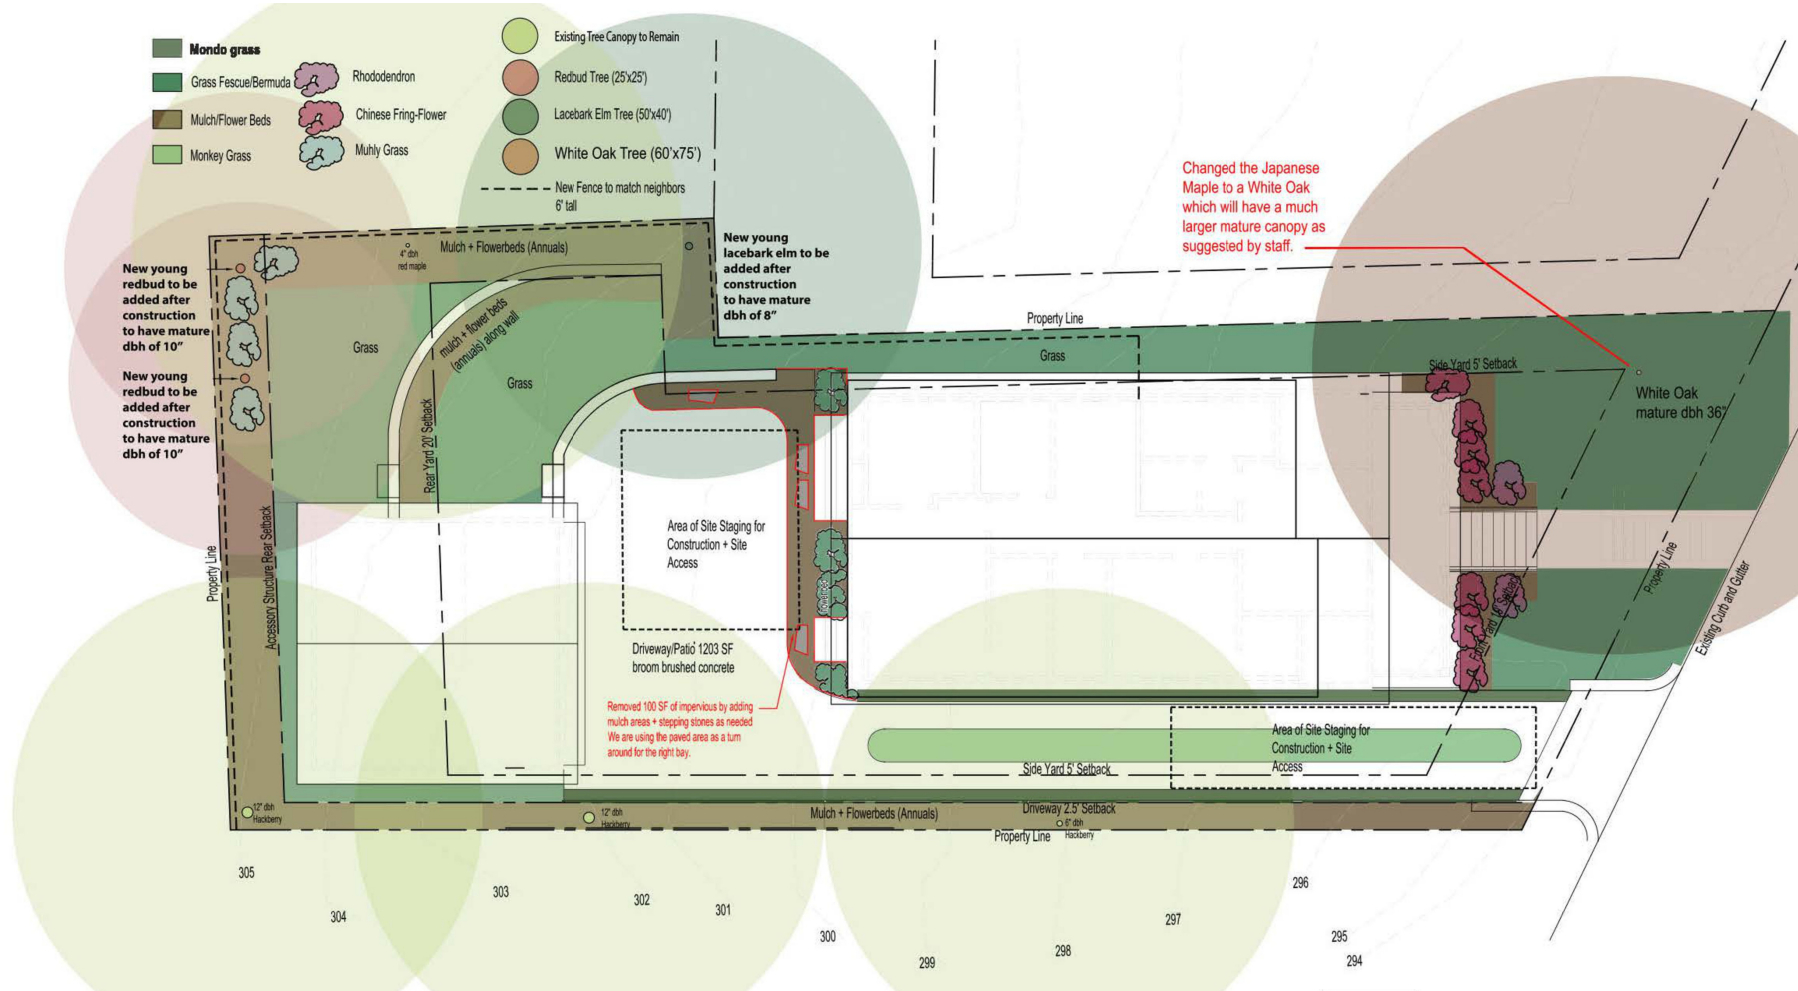 Mondo grass
Grass Fescue/Bermuda
Mulch/Flower Beds
Monkey Grass
Rhododendron
Chinese Fring-Flower
Muhly Grass
Existing Tree Canopy to Remain
Redbud Tree (25'x25')
Lacebark Elm Tree (50'x40')
White Oak Tree (60'x75')
New Fence to match neighbors
6' tall
Changed the Japanese
Maple to a White Oak
which will have a much
larger mature canopy as
suggested by staff.
4" dbh
red maple
Mulch + Flowerbeds (Annuals)
New young
lacebark elm to be
added after
construction
to have mature
dbh of 8"
New young
redbud to be
added after
construction
to have mature
dbh of 10"
New young
redbud to be
added after
construction
to have mature
dbh of 10"
Grass
mulch + flower beds
(annuals) along wall
Grass
Property Line
Grass
Side Yard 5' Setback
White Oak
mature dbh 36"
Rear Yard 20' Setback
Area of Site Staging for
Construction + Site
Access
Property Line
Accessory Structure Rear Setback
Driveway/Patio 1203 SF
broom brushed concrete
Removed 100 SF of impervious by adding
mulch areas + stepping stones as needed
We are using the paved area as a turn
around for the right bay.
Property Line
Existing Curb and Gutter
Front Yard 10' Setback
Area of Site Staging for
Construction + Site
Access
Side Yard 5' Setback
12" dbh
Hackberry
12" dbh
Hackberry
Mulch + Flowerbeds (Annuals)
Driveway 2.5' Setback
6" dbh
Hackberry
Property Line
305
304
303
302
301
300
299
298
297
296
295
294